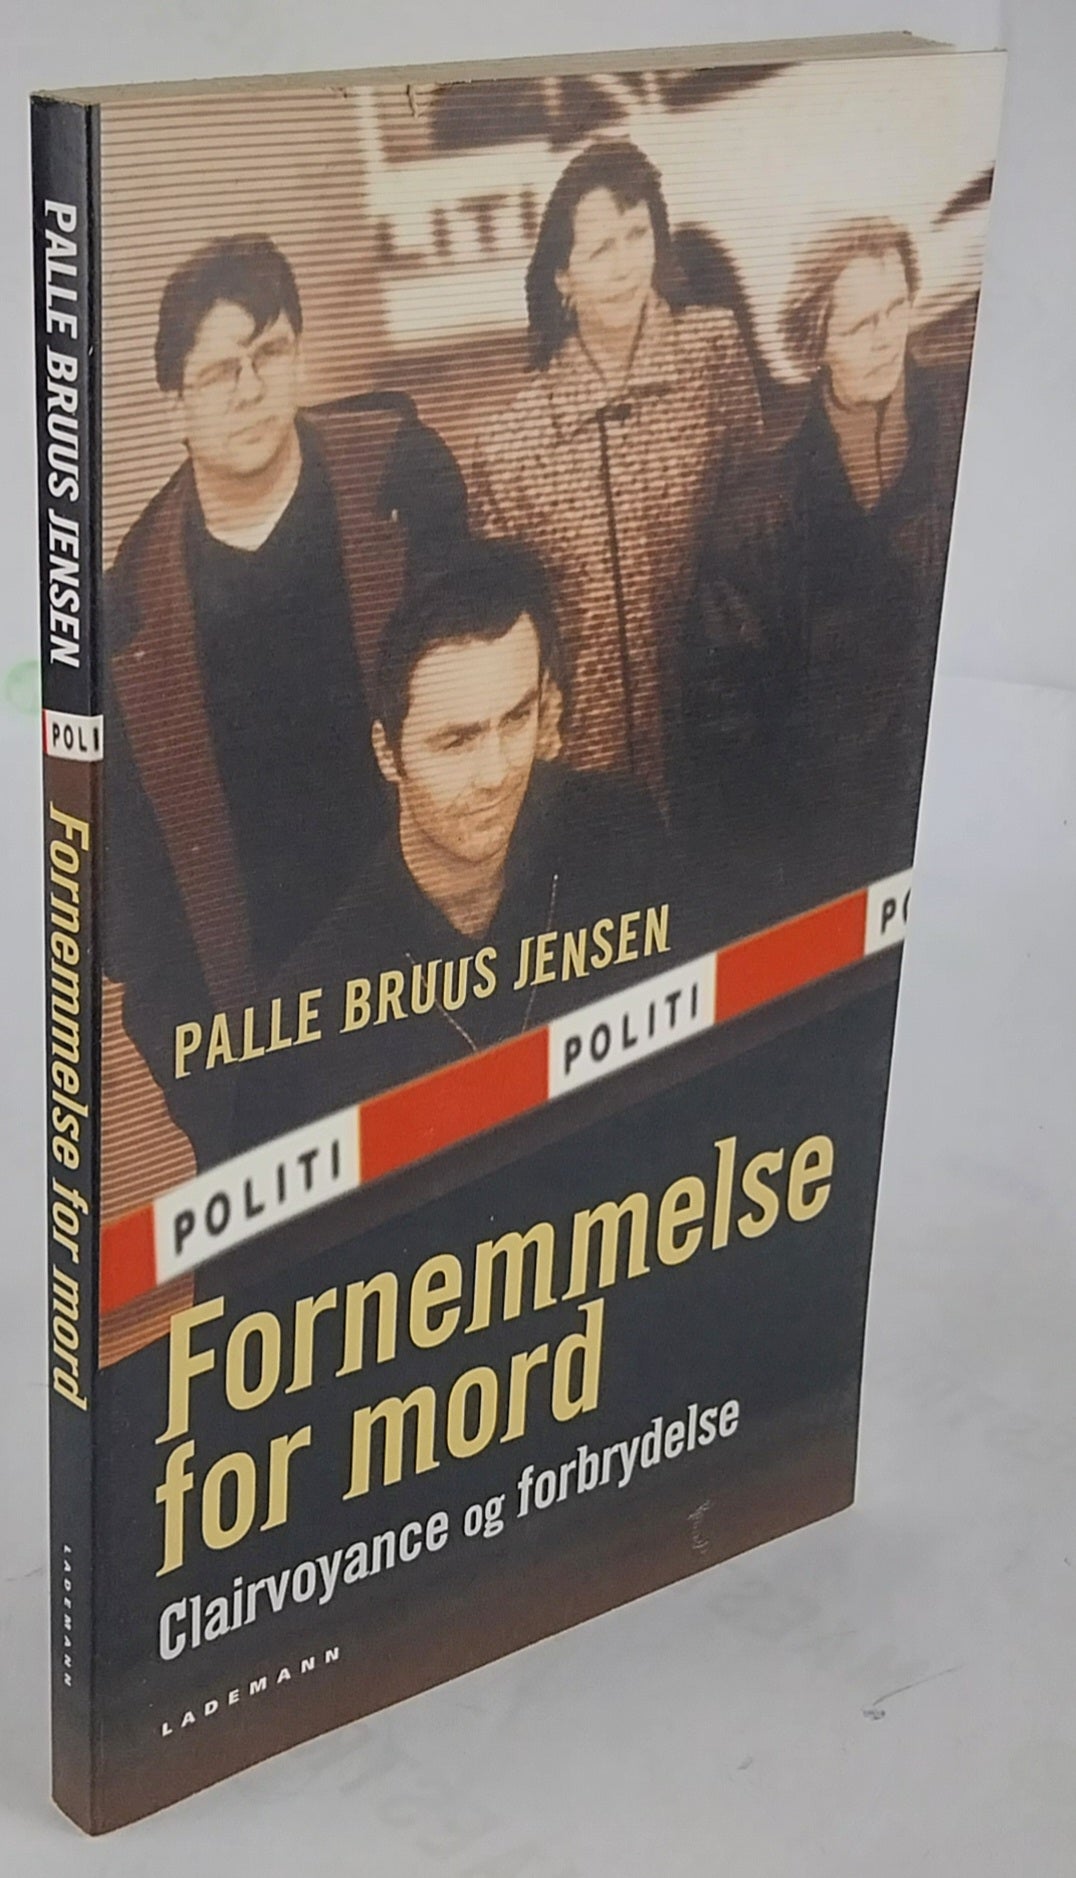 PALLE BRUUS JENSEN
POLI
Fornemmelse for mord
LADEMANN
LITI
PALLE BRUUS JENSEN
POLITI POLITI PO
Fornemmelse
for mord
Clairvoyance og forbrydelse
LADEMANN